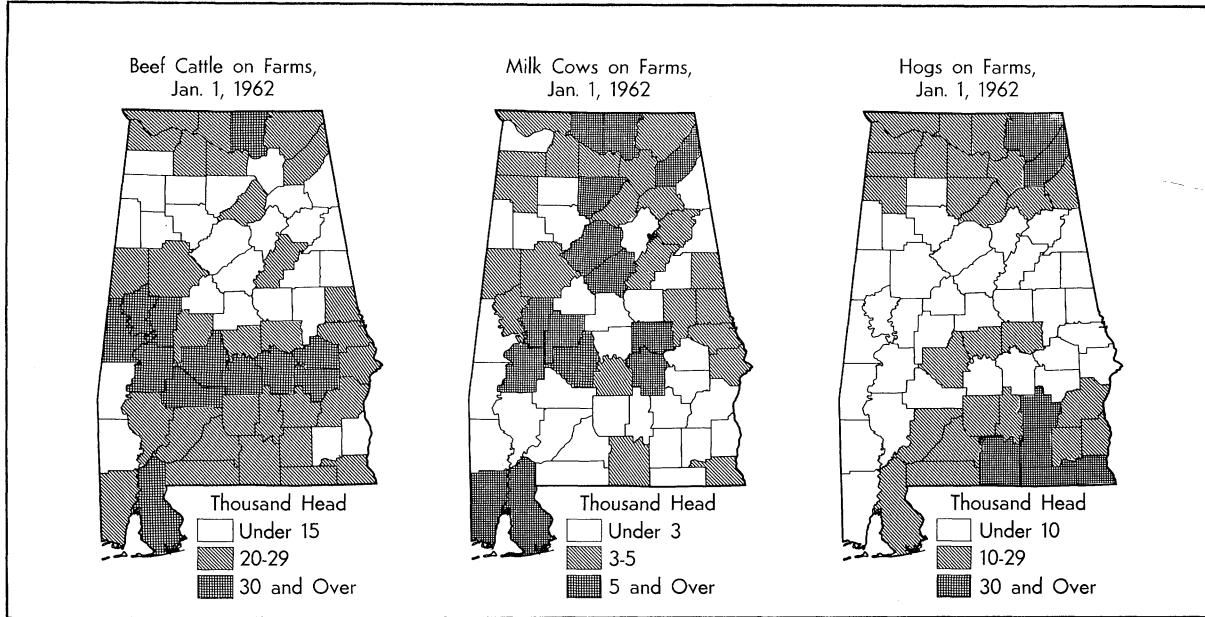 Beef Cattle on Farms,
Jan. 1, 1962
Thousand Head
Under 15
20-29
30 and Over
Milk Cows on Farms,
Jan. 1, 1962
Thousand Head
Under 3
3-5
5 and Over
Hogs on Farms,
Jan. 1, 1962
Thousand Head
Under 10
10-29
30 and Over